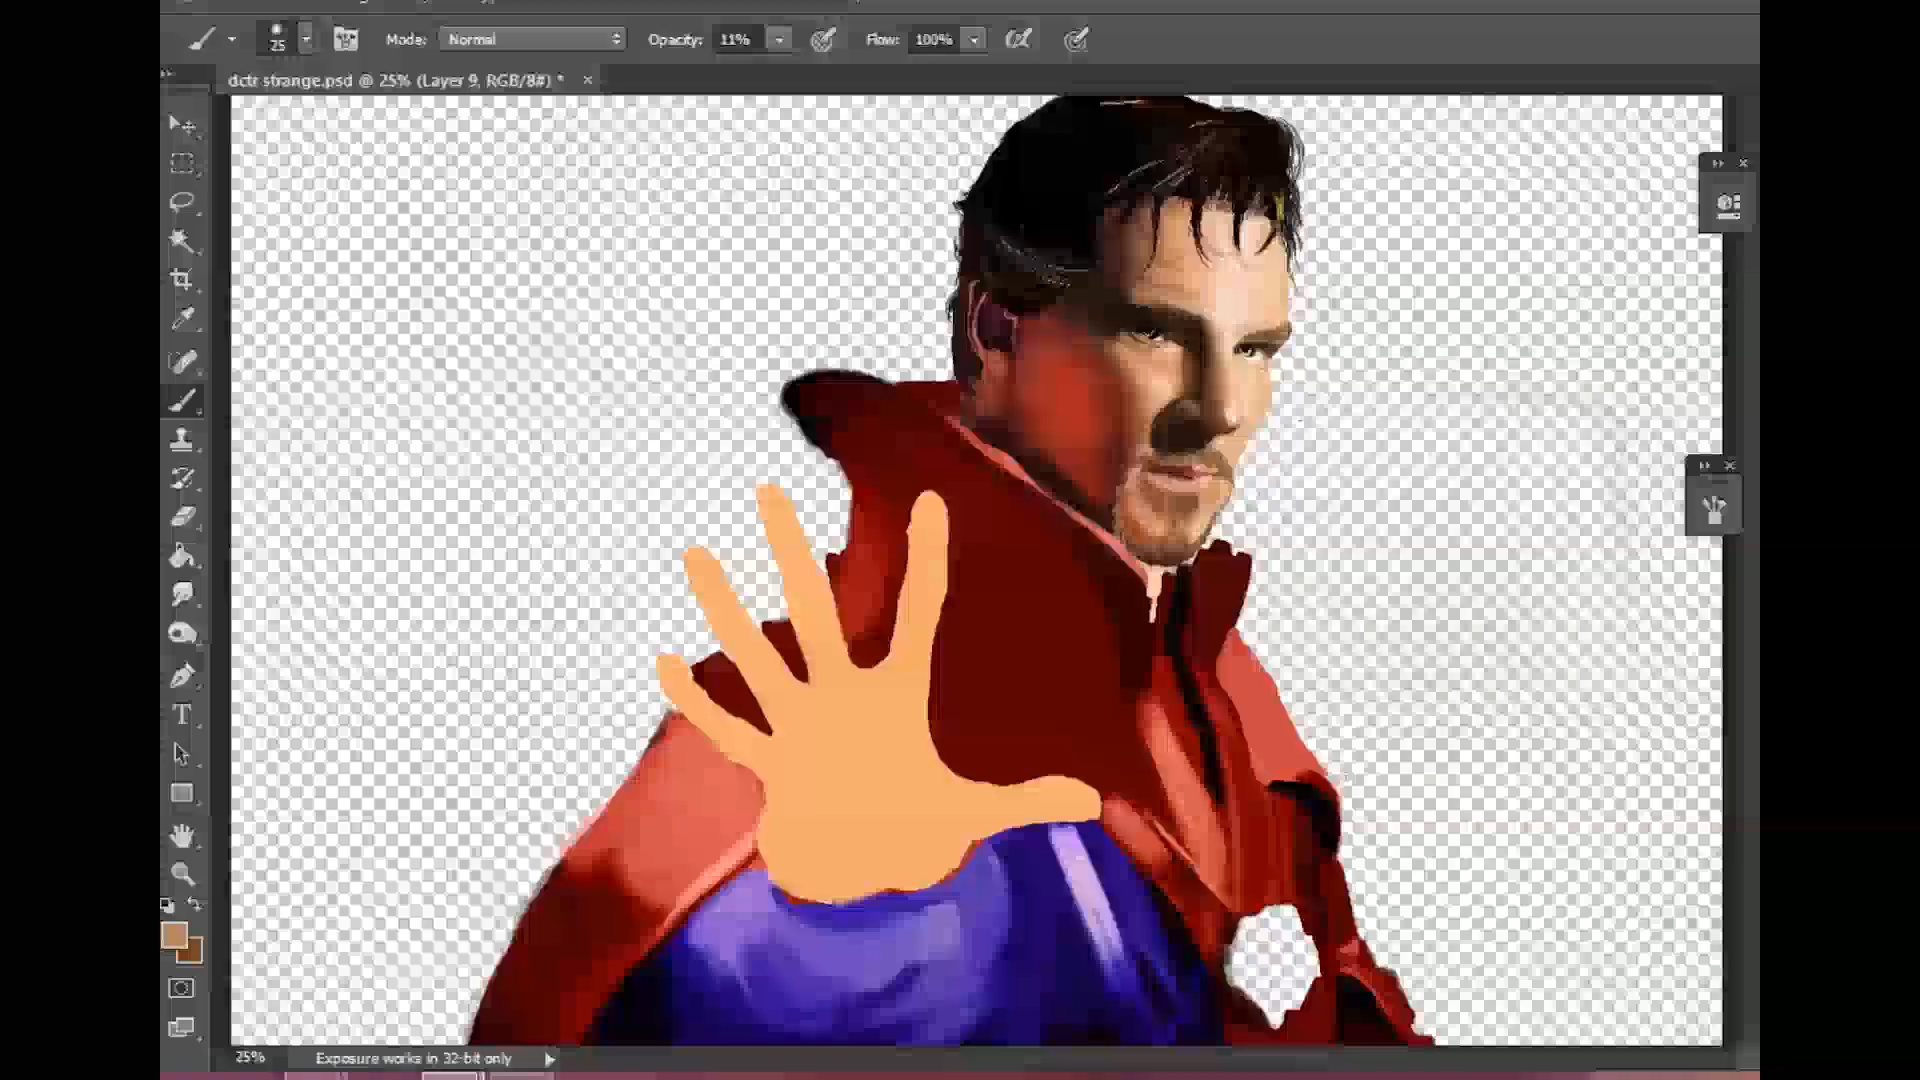 25
Mode: Normal Opacity: 11% Flow: 100%
dctr strange.psd @ 25% (Layer 9, RGB/8#) *
T
25% Exposure works in 32-bit only